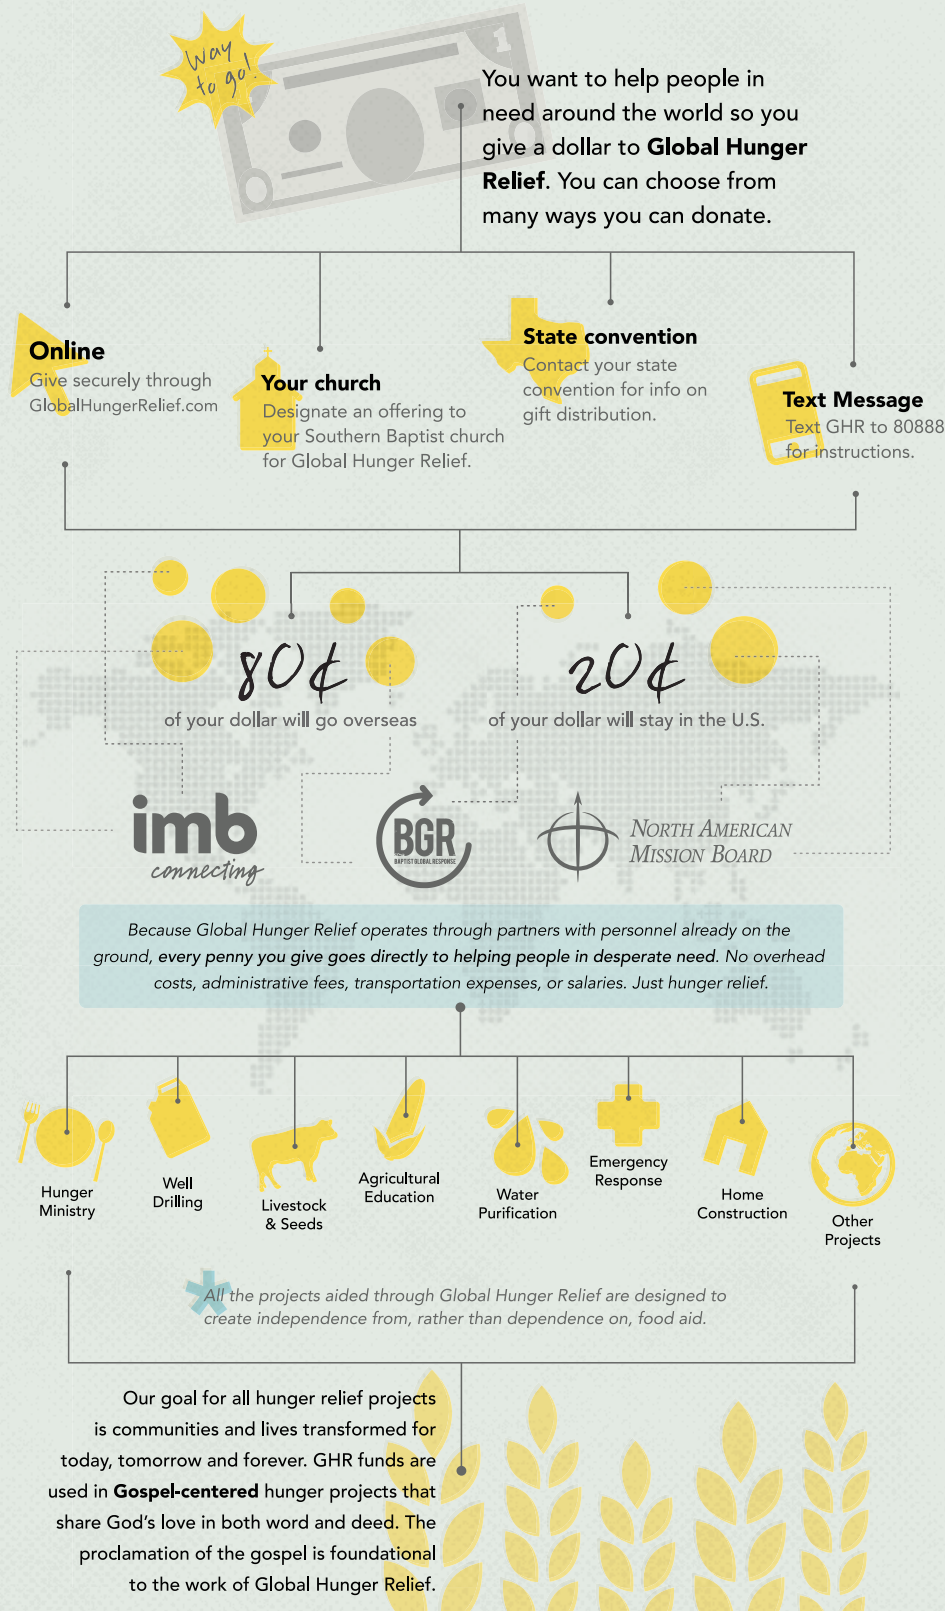 Way
to go!
1
You want to help people in
need around the world so you
give a dollar to Global Hunger
Relief. You can choose from
many ways you can donate.
Online
Give securely through
GlobalHungerRelief.com
Your church
Designate an offering to
your Southern Baptist church
for Global Hunger Relief.
State convention
Contact your state
convention for info on
gift distribution.
Text Message
Text GHR to 80888
for instructions.
80¢
of your dollar will go overseas
20¢
of your dollar will stay in the U.S.
imb
connecting
BGR
BAPTIST GLOBAL RESPONSE
NORTH AMERICAN
MISSION BOARD
Because Global Hunger Relief operates through partners with personnel already on the
ground, every penny you give goes directly to helping people in desperate need. No overhead
costs, administrative fees, transportation expenses, or salaries. Just hunger relief.
Hunger
Ministry
Well
Drilling
Livestock
& Seeds
Agricultural
Education
Water
Purification
Emergency
Response
Home
Construction
Other
Projects
* All the projects aided through Global Hunger Relief are designed to
create independence from, rather than dependence on, food aid.
Our goal for all hunger relief projects
is communities and lives transformed for
today, tomorrow and forever. GHR funds are
used in Gospel-centered hunger projects that
share God's love in both word and deed. The
proclamation of the gospel is foundational
to the work of Global Hunger Relief.